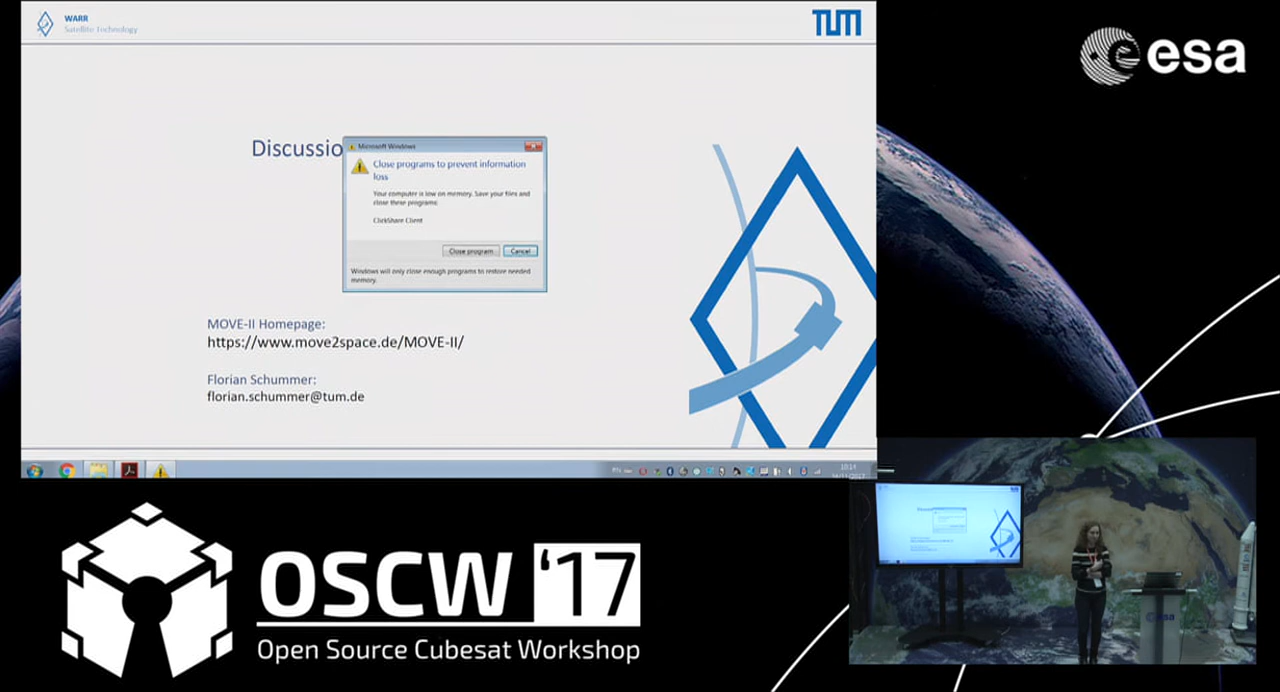 WARR
Satellite Technology
TUM
esa
Discussio
Microsoft Windows
Close programs to prevent information
loss
Your computer is low on memory. Save your files and
close these programs:
ClickShare Client
Close program
Cancel
Windows will only close enough programs to restore needed
memory.
MOVE-II Homepage:
https://www.move2space.de/MOVE-II/
Florian Schummer:
florian.schummer@tum.de
10:14
OSCW '17
Open Source Cubesat Workshop
esa